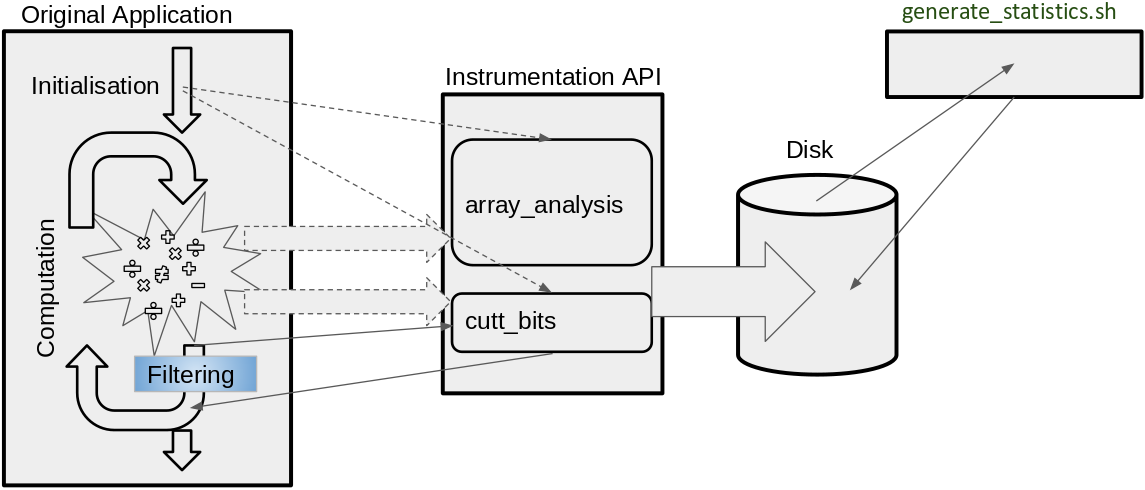 Original Application
generate_statistics.sh
Initialisation
Instrumentation API
Disk
array_analysis
Computation
cutt_bits
Filtering